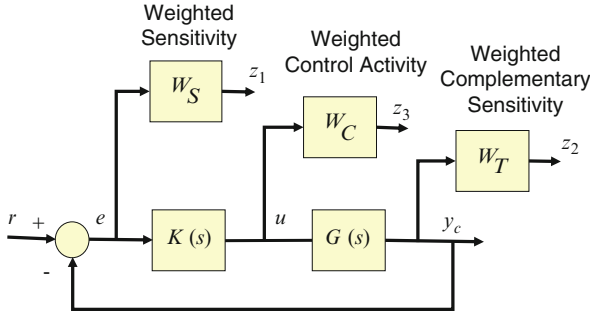 Weighted
Sensitivity
Weighted
Control Activity
Weighted
Complementary
Sensitivity
W_S
z_1
W_C
z_3
W_T
z_2
r
+
-
e
K (s)
u
G (s)
y_c